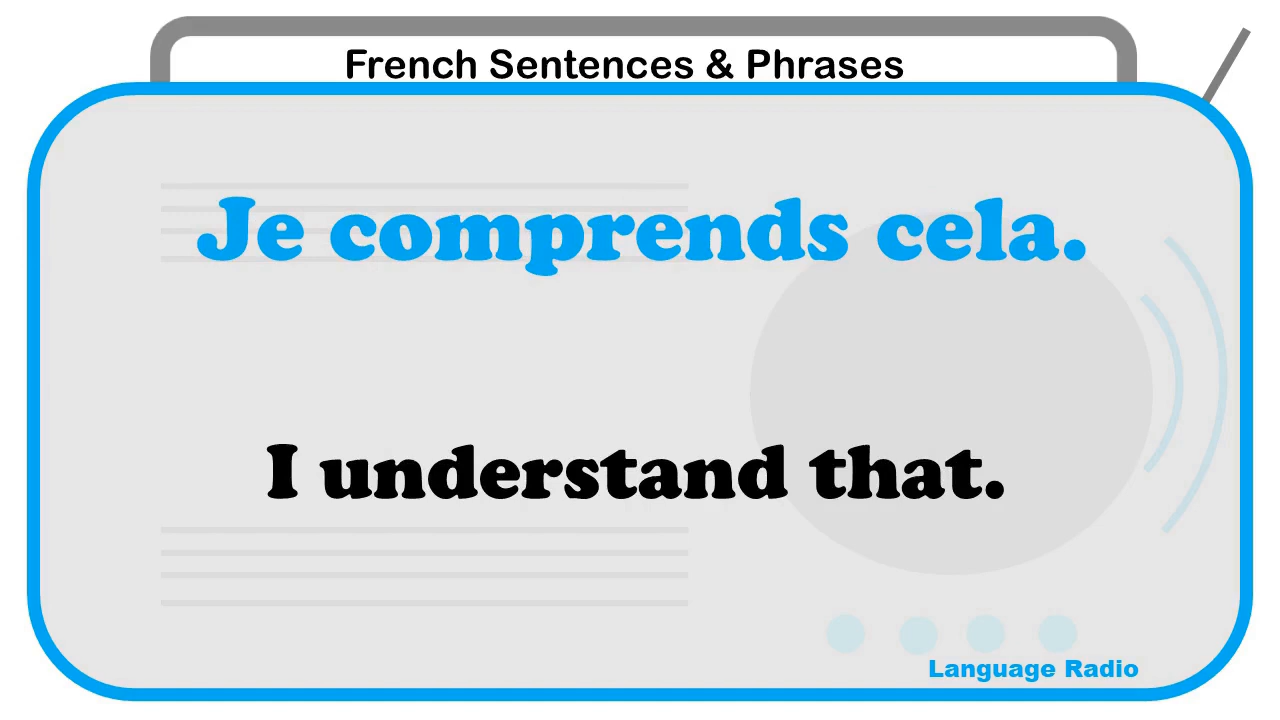 French Sentences & Phrases
Je comprends cela.
I understand that.
Language Radio